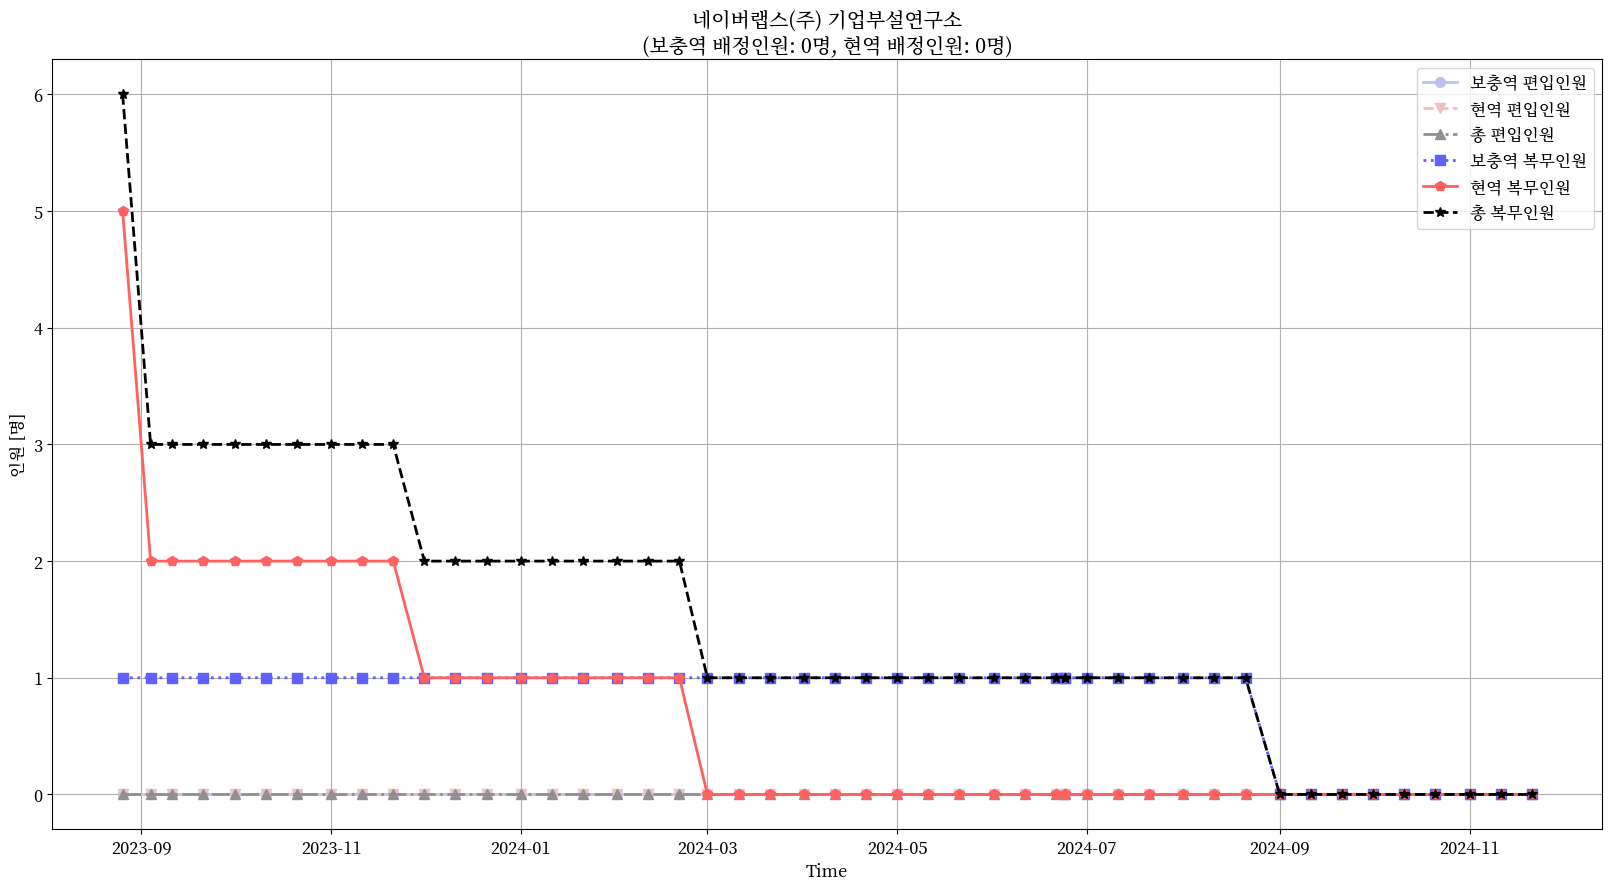 네이버랩스(주) 기업부설연구소
(보충역 배정인원: 0명, 현역 배정인원: 0명)
보충역 편입인원
현역 편입인원
총 편입인원
보충역 복무인원
현역 복무인원
총 복무인원
인원 [명]
6
5
4
3
2
1
0
2023-09
2023-11
2024-01
2024-03
2024-05
2024-07
2024-09
2024-11
Time